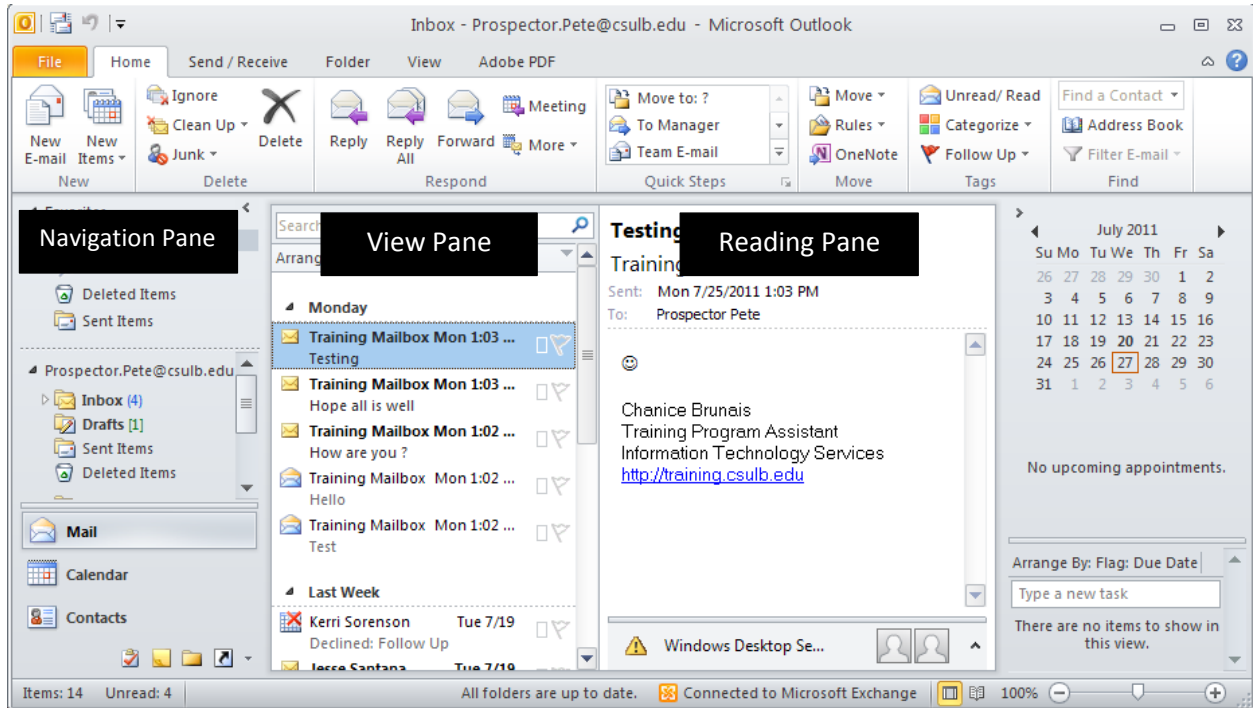 Inbox - Prospector.Pete@csulb.edu - Microsoft Outlook
File Home Send / Receive Folder View Adobe PDF
New E-mail
New Items
Ignore
Clean Up
Junk
Delete
Reply
Reply All
Forward
Meeting
More
Move to: ?
To Manager
Team E-mail
Move
Rules
OneNote
Unread/ Read
Categorize
Follow Up
Find a Contact
Address Book
Filter E-mail
New Delete Respond Quick Steps Move Tags Find
Navigation Pane
Deleted Items
Sent Items
Prospector.Pete@csulb.edu
Inbox (4)
Drafts [1]
Sent Items
Deleted Items
Mail
Calendar
Contacts
View Pane
Monday
Training Mailbox Mon 1:03 ...
Testing
Training Mailbox Mon 1:03 ...
Hope all is well
Training Mailbox Mon 1:02 ...
How are you ?
Training Mailbox Mon 1:02 ...
Hello
Training Mailbox Mon 1:02 ...
Test
Last Week
Kerri Sorenson Tue 7/19
Declined: Follow Up
Jesse Santana Tue 7/19
Reading Pane
Testing
Training
Sent: Mon 7/25/2011 1:03 PM
To: Prospector Pete
Chanice Brunais
Training Program Assistant
Information Technology Services
http://training.csulb.edu
Windows Desktop Se...
July 2011
Su Mo Tu We Th Fr Sa
26 27 28 29 30 1 2
3 4 5 6 7 8 9
10 11 12 13 14 15 16
17 18 19 20 21 22 23
24 25 26 27 28 29 30
31 1 2 3 4 5 6
No upcoming appointments.
Arrange By: Flag: Due Date
Type a new task
There are no items to show in
this view.
Items: 14 Unread: 4 All folders are up to date. Connected to Microsoft Exchange 100%